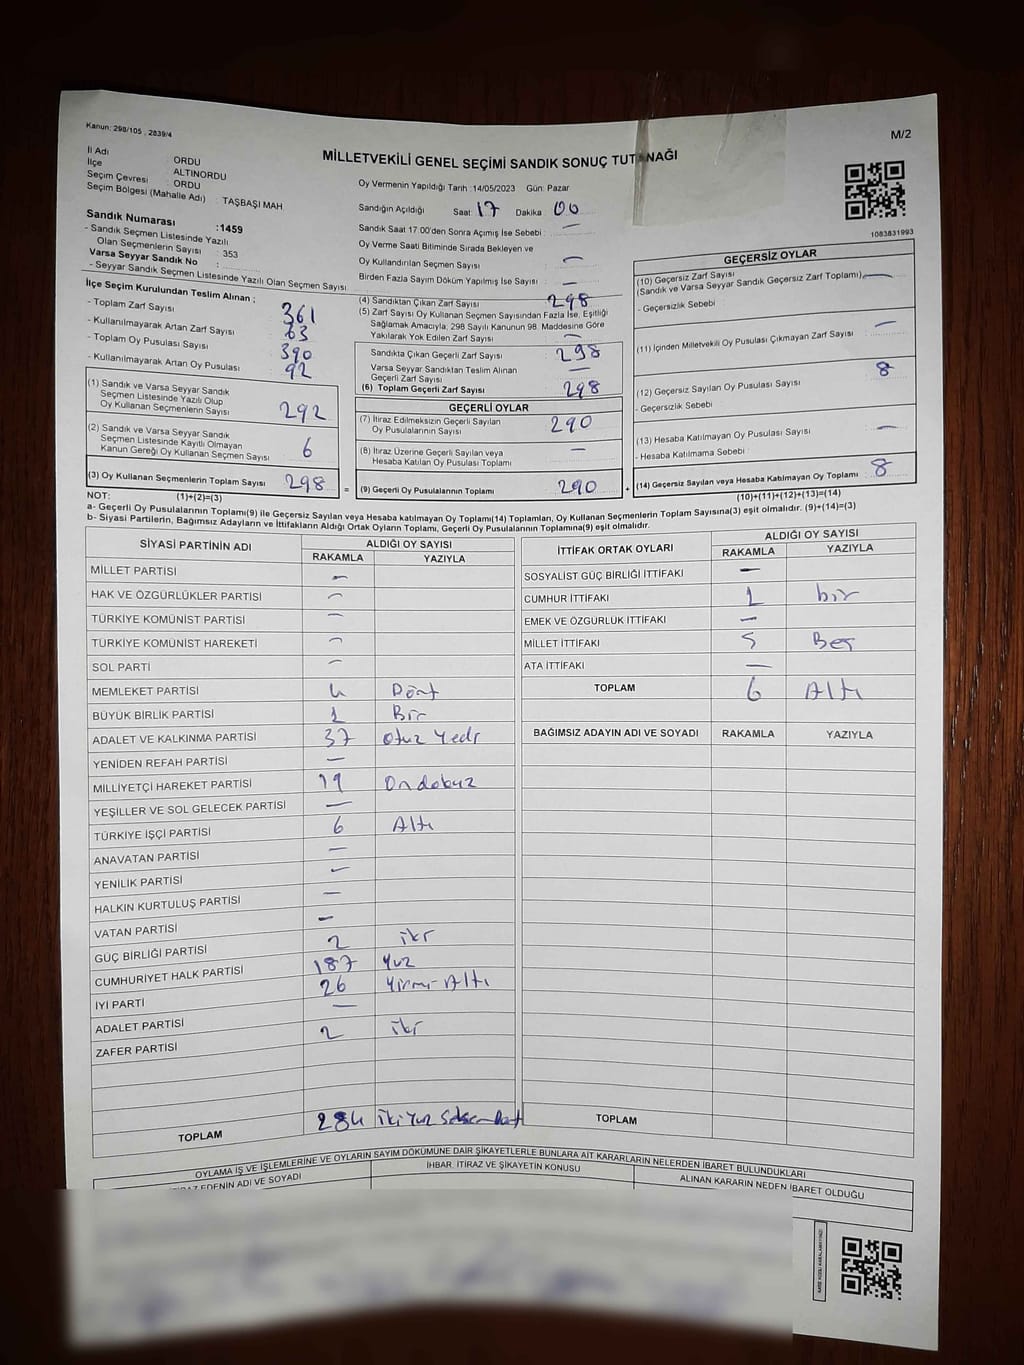 Kanun: 298/105 , 2839/4
M/2
MİLLETVEKİLİ GENEL SEÇİMİ SANDIK SONUÇ TUTANAĞI
İl Adı : ORDU
İlçe : ALTINORDU
Seçim Çevresi : ORDU
Seçim Bölgesi (Mahalle Adı) : TAŞBAŞI MAH
Sandık Numarası :1459
- Sandık Seçmen Listesinde Yazılı
Olan Seçmenlerin Sayısı : 353
Varsa Seyyar Sandık No :
- Seyyar Sandık Seçmen Listesinde Yazılı Olan Seçmen Sayısı
İlçe Seçim Kurulundan Teslim Alınan ;
- Toplam Zarf Sayısı 361
- Kullanılmayarak Artan Zarf Sayısı 63
- Toplam Oy Pusulası Sayısı 390
- Kullanılmayarak Artan Oy Pusulası 92
(1) Sandık ve Varsa Seyyar Sandık
Seçmen Listesinde Yazılı Olup
Oy Kullanan Seçmenlerin Sayısı 292
(2) Sandık ve Varsa Seyyar Sandık
Seçmen Listesinde Kayıtlı Olmayan
Kanun Gereği Oy Kullanan Seçmen Sayısı 6
(3) Oy Kullanan Seçmenlerin Toplam Sayısı 298 =
Oy Vermenin Yapıldığı Tarih :14/05/2023 Gün: Pazar
Sandığın Açıldığı Saat: 17 Dakika 00
Sandık Saat 17.00'den Sonra Açımış İse Sebebi : —
Oy Verme Saati Bitiminde Sırada Bekleyen ve
Oy Kullandırılan Seçmen Sayısı —
Birden Fazla Sayım Döküm Yapılmış İse Sayısı —
(4) Sandıktan Çıkan Zarf Sayısı 298
(5) Zarf Sayısı Oy Kullanan Seçmen Sayısından Fazla İse, Eşitliği
Sağlamak Amacıyla, 298 Sayılı Kanunun 98. Maddesine Göre
Yakılarak Yok Edilen Zarf Sayısı —
Sandıkta Çıkan Geçerli Zarf Sayısı 298
Varsa Seyyar Sandıktan Teslim Alınan
Geçerli Zarf Sayısı —
(6) Toplam Geçerli Zarf Sayısı 298
GEÇERLİ OYLAR
(7) İtiraz Edilmeksizin Geçerli Sayılan
Oy Pusulalarının Sayısı 290
(8) İtiraz Üzerine Geçerli Sayılan veya
Hesaba Katılan Oy Pusulası Toplamı —
(9) Geçerli Oy Pusulalarının Toplamı 290 +
1083831993
GEÇERSİZ OYLAR
(10) Geçersiz Zarf Sayısı
(Sandık ve Varsa Seyyar Sandık Geçersiz Zarf Toplamı) —
- Geçersizlik Sebebi
(11) İçinden Milletvekili Oy Pusulası Çıkmayan Zarf Sayısı —
(12) Geçersiz Sayılan Oy Pusulası Sayısı 8
- Geçersizlik Sebebi
(13) Hesaba Katılmayan Oy Pusulası Sayısı —
- Hesaba Katılmama Sebebi
(14) Geçersiz Sayılan veya Hesaba Katılmayan Oy Toplamı 8
NOT: (1)+(2)=(3) (10)+(11)+(12)+(13)=(14)
a- Geçerli Oy Pusulalarının Toplamı(9) ile Geçersiz Sayılan veya Hesaba katılmayan Oy Toplamı(14) Toplamları, Oy Kullanan Seçmenlerin Toplam Sayısına(3) eşit olmalıdır. (9)+(14)=(3)
b- Siyasi Partilerin, Bağımsız Adayların ve İttifakların Aldığı Ortak Oyların Toplamı, Geçerli Oy Pusulalarının Toplamına(9) eşit olmalıdır.
SİYASİ PARTİNİN ADI ALDIĞI OY SAYISI
RAKAMLA YAZIYLA
MİLLET PARTİSİ —
HAK VE ÖZGÜRLÜKLER PARTİSİ —
TÜRKİYE KOMÜNİST PARTİSİ —
TÜRKİYE KOMÜNİST HAREKETİ —
SOL PARTİ —
MEMLEKET PARTİSİ 4 Dört
BÜYÜK BİRLİK PARTİSİ 1 Bir
ADALET VE KALKINMA PARTİSİ 37 otuz Yedi
YENİDEN REFAH PARTİSİ —
MİLLİYETÇİ HAREKET PARTİSİ 19 Ondokuz
YEŞİLLER VE SOL GELECEK PARTİSİ —
TÜRKİYE İŞÇİ PARTİSİ 6 Altı
ANAVATAN PARTİSİ —
YENİLİK PARTİSİ —
HALKIN KURTULUŞ PARTİSİ —
VATAN PARTİSİ —
GÜÇ BİRLİĞİ PARTİSİ 2 iki
CUMHURİYET HALK PARTİSİ 187 Yüz
İYİ PARTİ 26 Yirmi Altı
ADALET PARTİSİ —
ZAFER PARTİSİ 2 iki
TOPLAM 284 İki Yüz Seksen Dört
İTTİFAK ORTAK OYLARI ALDIĞI OY SAYISI
RAKAMLA YAZIYLA
SOSYALİST GÜÇ BİRLİĞİ İTTİFAKI —
CUMHUR İTTİFAKI 1 bir
EMEK VE ÖZGÜRLÜK İTTİFAKI —
MİLLET İTTİFAKI 5 Beş
ATA İTTİFAKI —
TOPLAM 6 Altı
BAĞIMSIZ ADAYIN ADI VE SOYADI RAKAMLA YAZIYLA
TOPLAM
OYLAMA İŞ VE İŞLEMLERİNE VE OYLARIN SAYIM DÖKÜMÜNE DAİR ŞİKAYETLERLE BUNLARA AİT KARARLARIN NELERDEN İBARET BULUNDUKLARI
İTİRAZ EDENİN ADI VE SOYADI İHBAR, İTİRAZ VE ŞİKAYETİN KONUSU ALINAN KARARIN NEDEN İBARET OLDUĞU